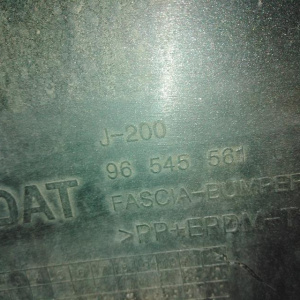 J-200
96 545 561
DAT
FASCIA-BUMPER
>PP+EPDM-T